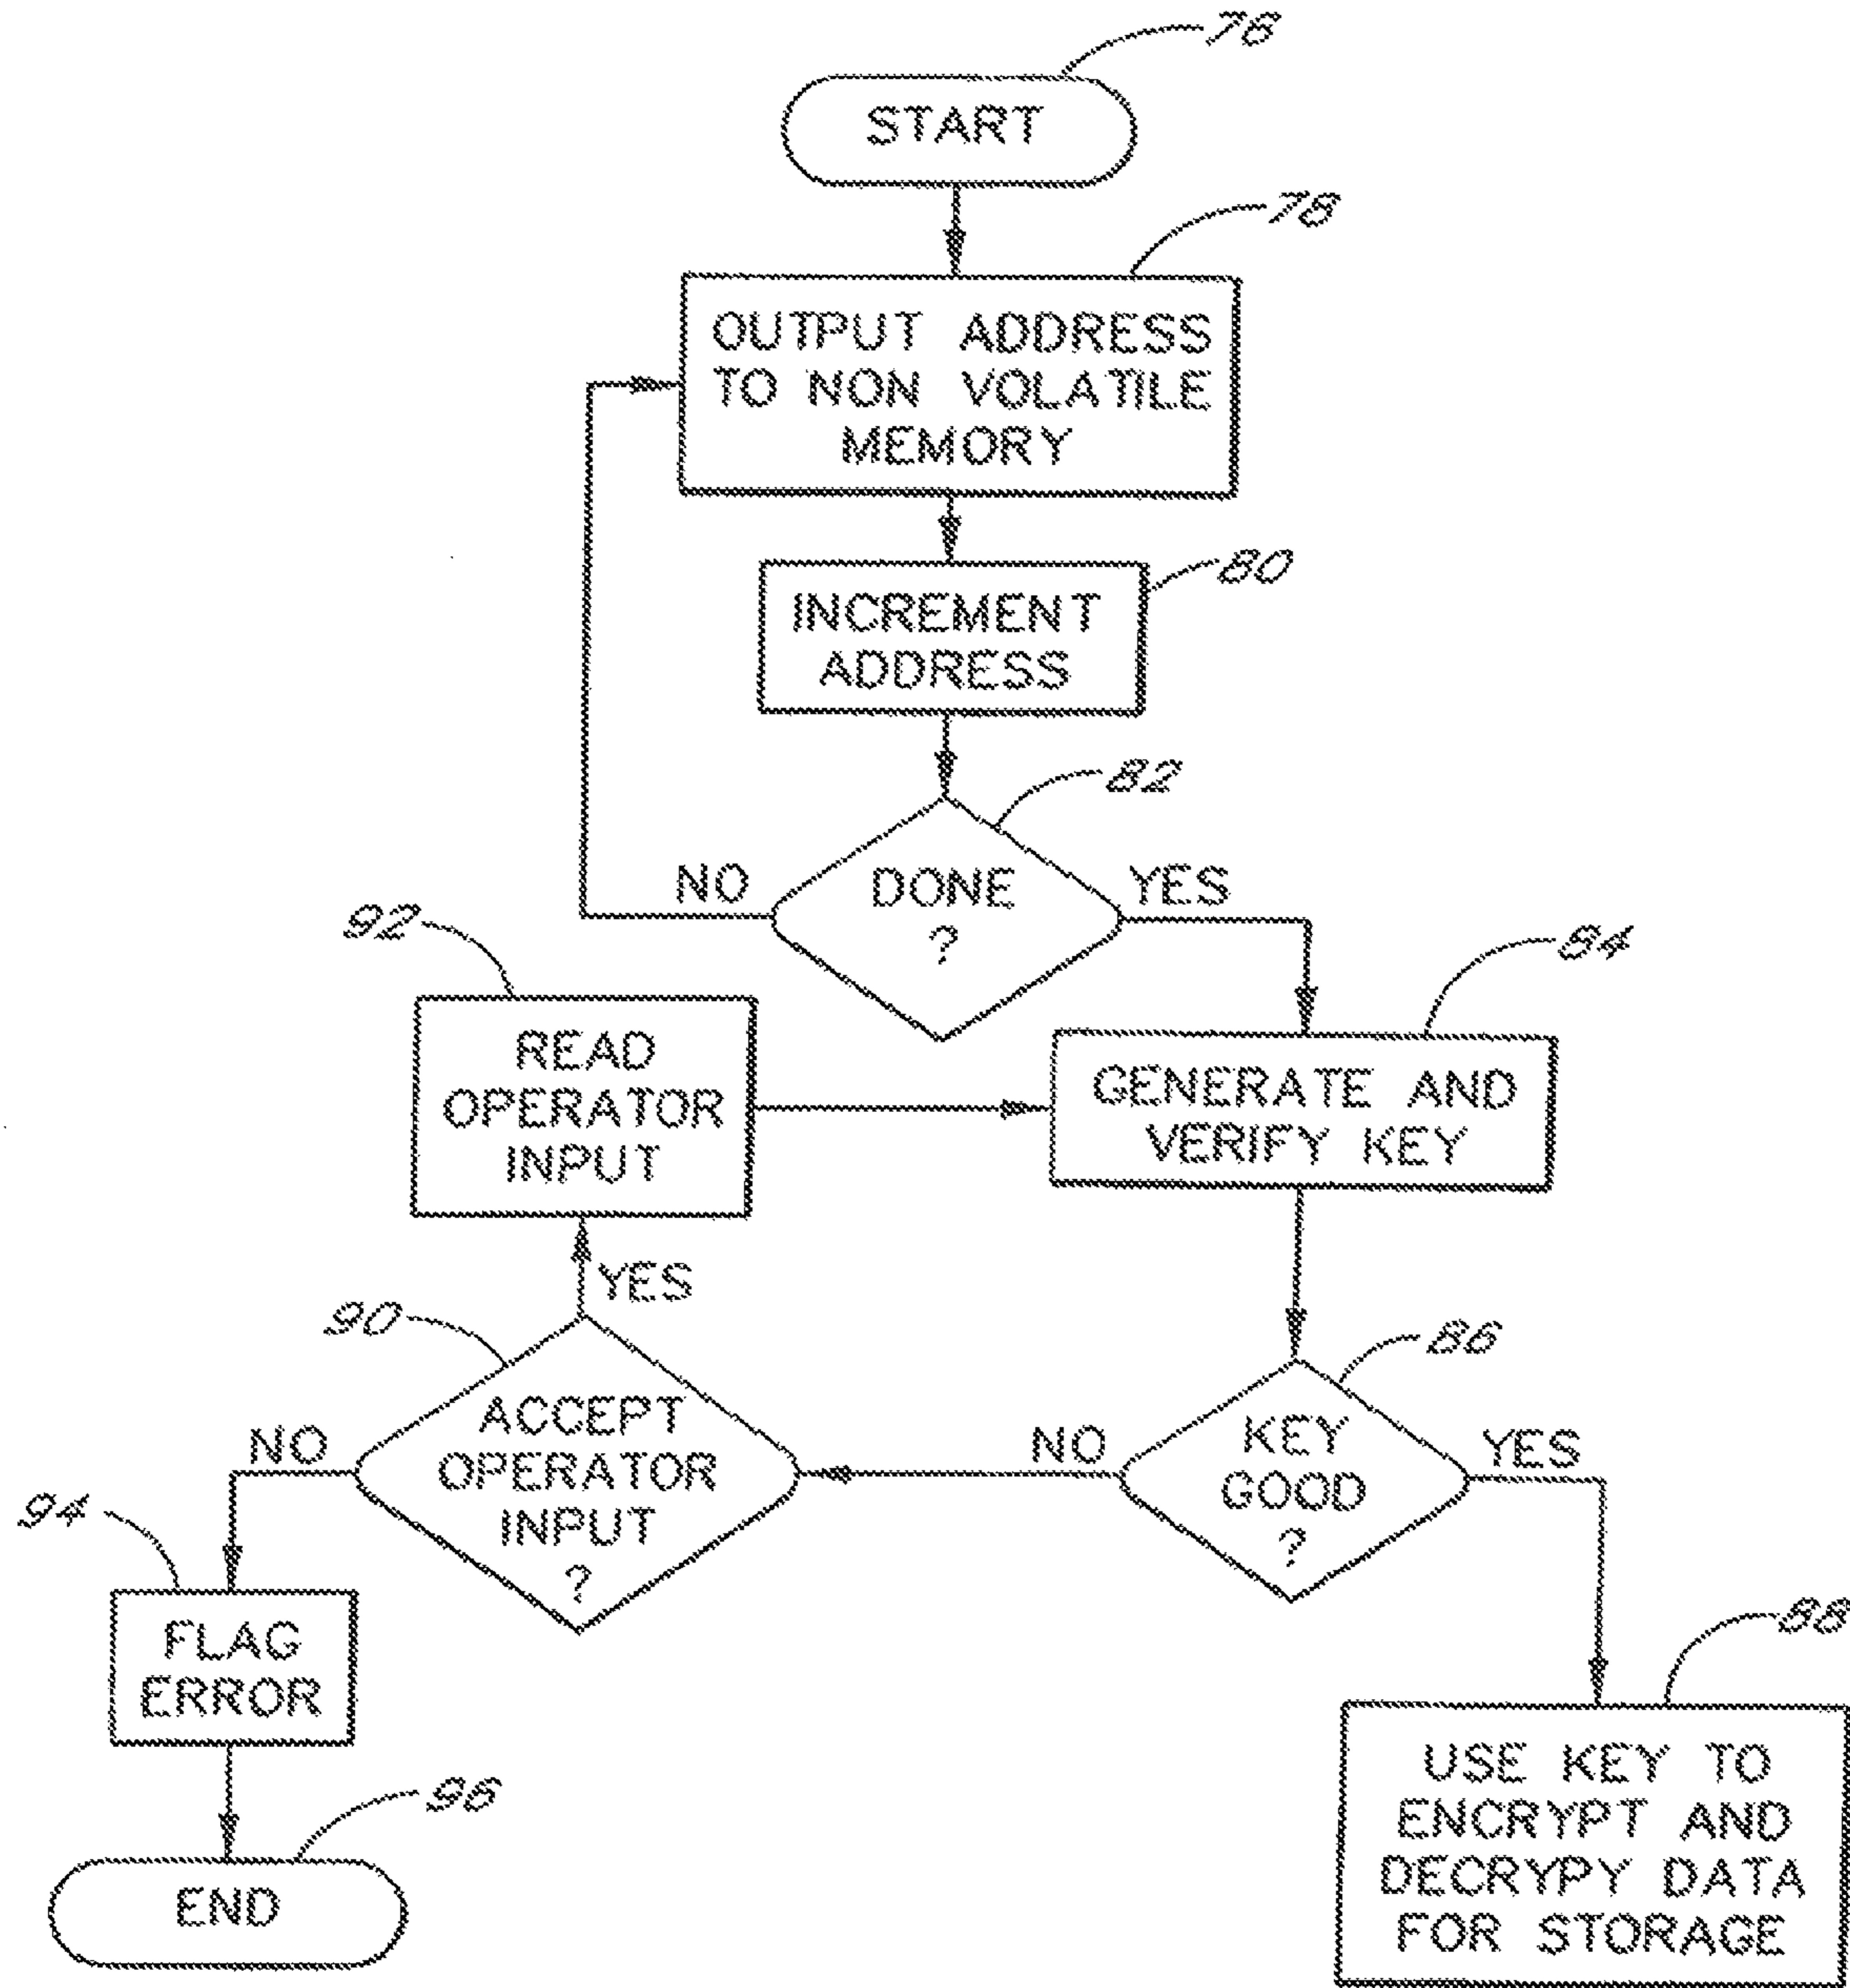 76
START
78
OUTPUT ADDRESS
TO NON VOLATILE
MEMORY
80
INCREMENT
ADDRESS
82
DONE
?
NO
YES
92
84
READ
OPERATOR
INPUT
GENERATE AND
VERIFY KEY
YES
90
86
ACCEPT
OPERATOR
INPUT
?
NO
NO
KEY
GOOD
?
YES
94
88
FLAG
ERROR
USE KEY TO
ENCRYPT AND
DECRYPY DATA
FOR STORAGE
96
END